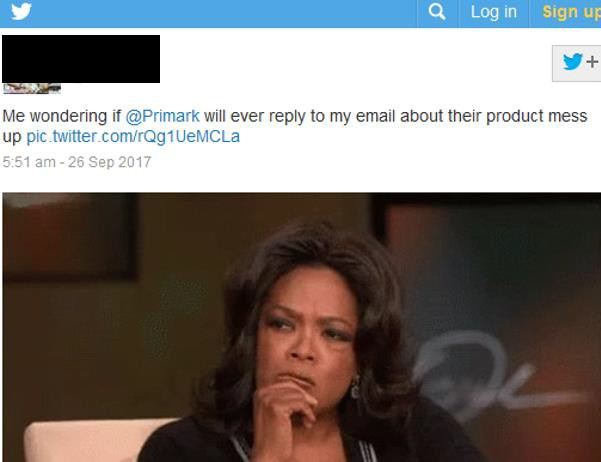 Log in Sign up
Me wondering if @Primark will ever reply to my email about their product mess
up pic.twitter.com/rQg1UeMCLa
5:51 am - 26 Sep 2017